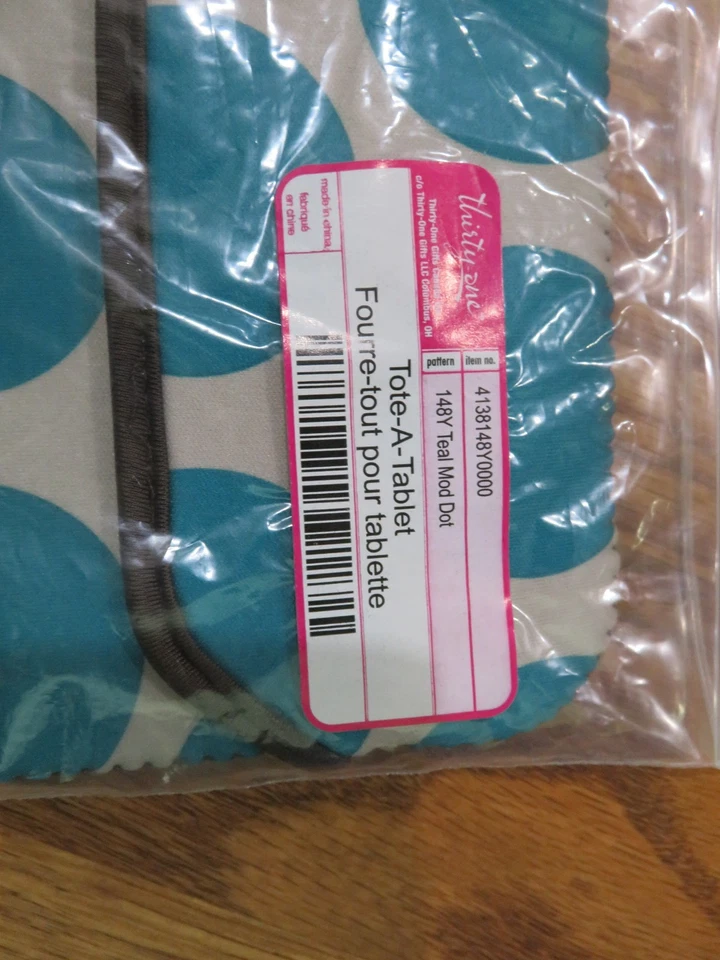 thirty-one
Thirty-One Gifts
c/o Thirty-One Gifts LLC Columbus, OH
item no.
4138148Y0000
pattern
148Y Teal Mod Dot
Tote-A-Tablet
Fourre-tout pour tablette
made in china
fabriqué
en chine